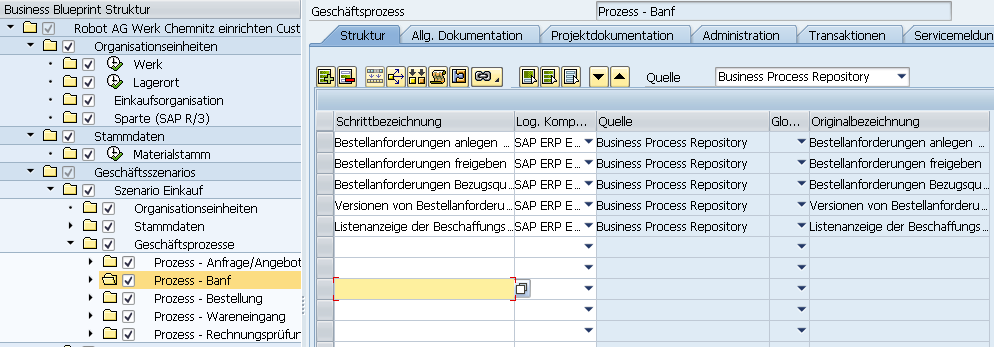 Business Blueprint Struktur
Robot AG Werk Chemnitz einrichten Cust
Organisationseinheiten
Werk
Lagerort
Einkaufsorganisation
Sparte (SAP R/3)
Stammdaten
Materialstamm
Geschäftsszenarios
Szenario Einkauf
Organisationseinheiten
Stammdaten
Geschäftsprozesse
Prozess - Anfrage/Angebot
Prozess - Banf
Prozess - Bestellung
Prozess - Wareneingang
Prozess - Rechnungsprüfun
Geschäftsprozess Prozess - Banf
Struktur Allg. Dokumentation Projektdokumentation Administration Transaktionen Servicemeldun
Quelle Business Process Repository
Schrittbezeichnung Log. Komp... Quelle Glo... Originalbezeichnung
Bestellanforderungen anlegen ... SAP ERP E... Business Process Repository Bestellanforderungen anlegen ...
Bestellanforderungen freigeben SAP ERP E... Business Process Repository Bestellanforderungen freigeben
Bestellanforderungen Bezugsqu... SAP ERP E... Business Process Repository Bestellanforderungen Bezugsqu...
Versionen von Bestellanforderu... SAP ERP E... Business Process Repository Versionen von Bestellanforderu...
Listenanzeige der Beschaffungs... SAP ERP E... Business Process Repository Listenanzeige der Beschaffungs...